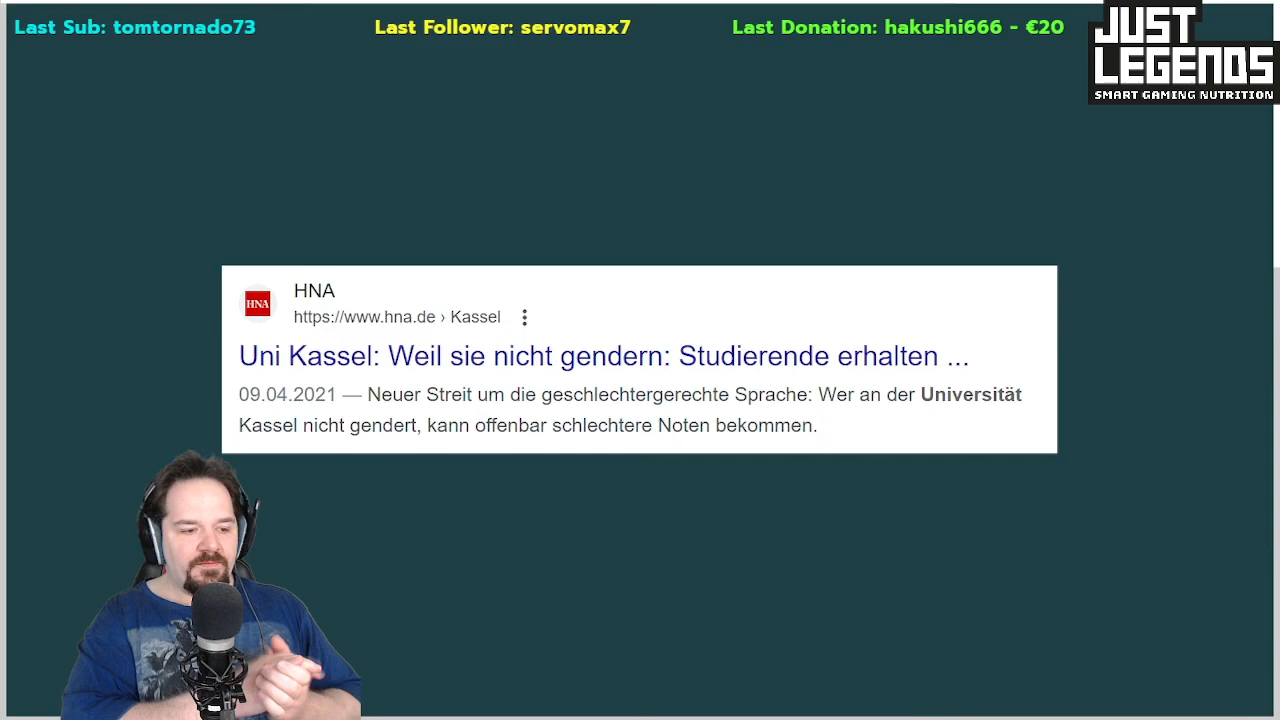 Last Sub: tomtornado73
Last Follower: servomax7
Last Donation: hakushi666 - €20
JUST
LEGENDS
SMART GAMING NUTRITION
HNA
HNA
https://www.hna.de › Kassel
Uni Kassel: Weil sie nicht gendern: Studierende erhalten ...
09.04.2021 — Neuer Streit um die geschlechtergerechte Sprache: Wer an der Universität
Kassel nicht gendert, kann offenbar schlechtere Noten bekommen.